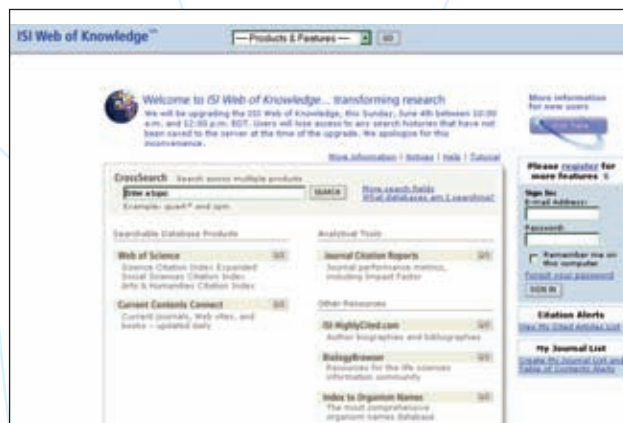 ISI Web of Knowledge℠
— Products & Features — GO
Welcome to ISI Web of Knowledge... transforming research
We will be upgrading the ISI Web of Knowledge, this Sunday, June 4th between 10:00
a.m. and 12:00 p.m. EDT. Users will lose access to any search histories that have not
been saved to the server at the time of the upgrade. We apologize for this
inconvenience.
More information | Notices | Help | Tutorial
More information
for new users
click here
CrossSearch Search across multiple products
Enter a topic SEARCH
Example: quark* and spin
More search fields
What databases am I searching?
Searchable Database Products
Web of Science GO
Science Citation Index Expanded
Social Sciences Citation Index
Arts & Humanities Citation Index
Current Contents Connect GO
Current journals, Web sites, and
books – updated daily
Analytical Tools
Journal Citation Reports GO
Journal performance metrics,
including Impact Factor
Other Resources
ISI HighlyCited.com GO
Author biographies and bibliographies
BiologyBrowser GO
Resources for the life sciences
information community
Index to Organism Names GO
The most comprehensive
organism names database
Please register for
more features
Sign In:
E-mail Address:
Password:
Remember me on
this computer
Forgot your password
SIGN IN
Citation Alerts
View My Cited Articles List
My Journal List
Create My Journal List and
Table of Contents Alerts